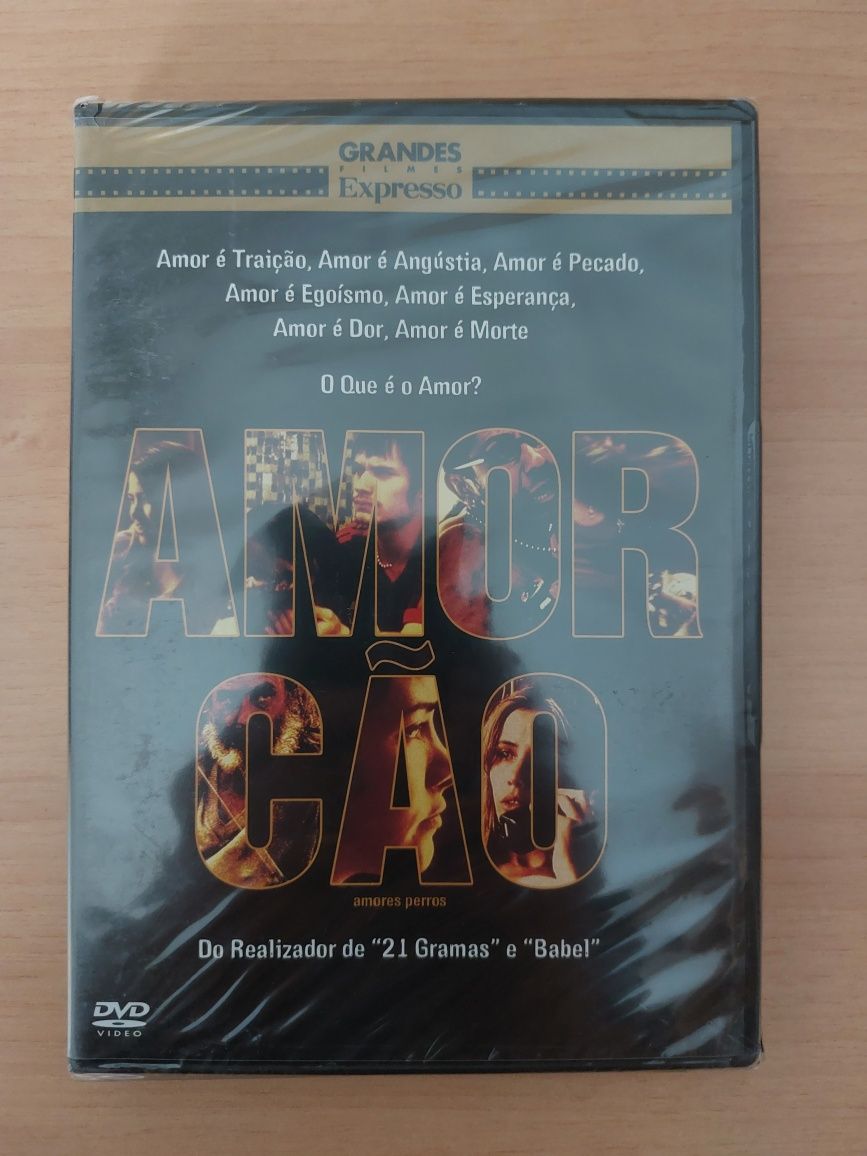 GRANDES
FILMES
Expresso
Amor é Traição, Amor é Angústia, Amor é Pecado,
Amor é Egoísmo, Amor é Esperança,
Amor é Dor, Amor é Morte
O Que é o Amor?
AMOR
CÃO
amores perros
Do Realizador de "21 Gramas" e "Babel"
DVD
VIDEO